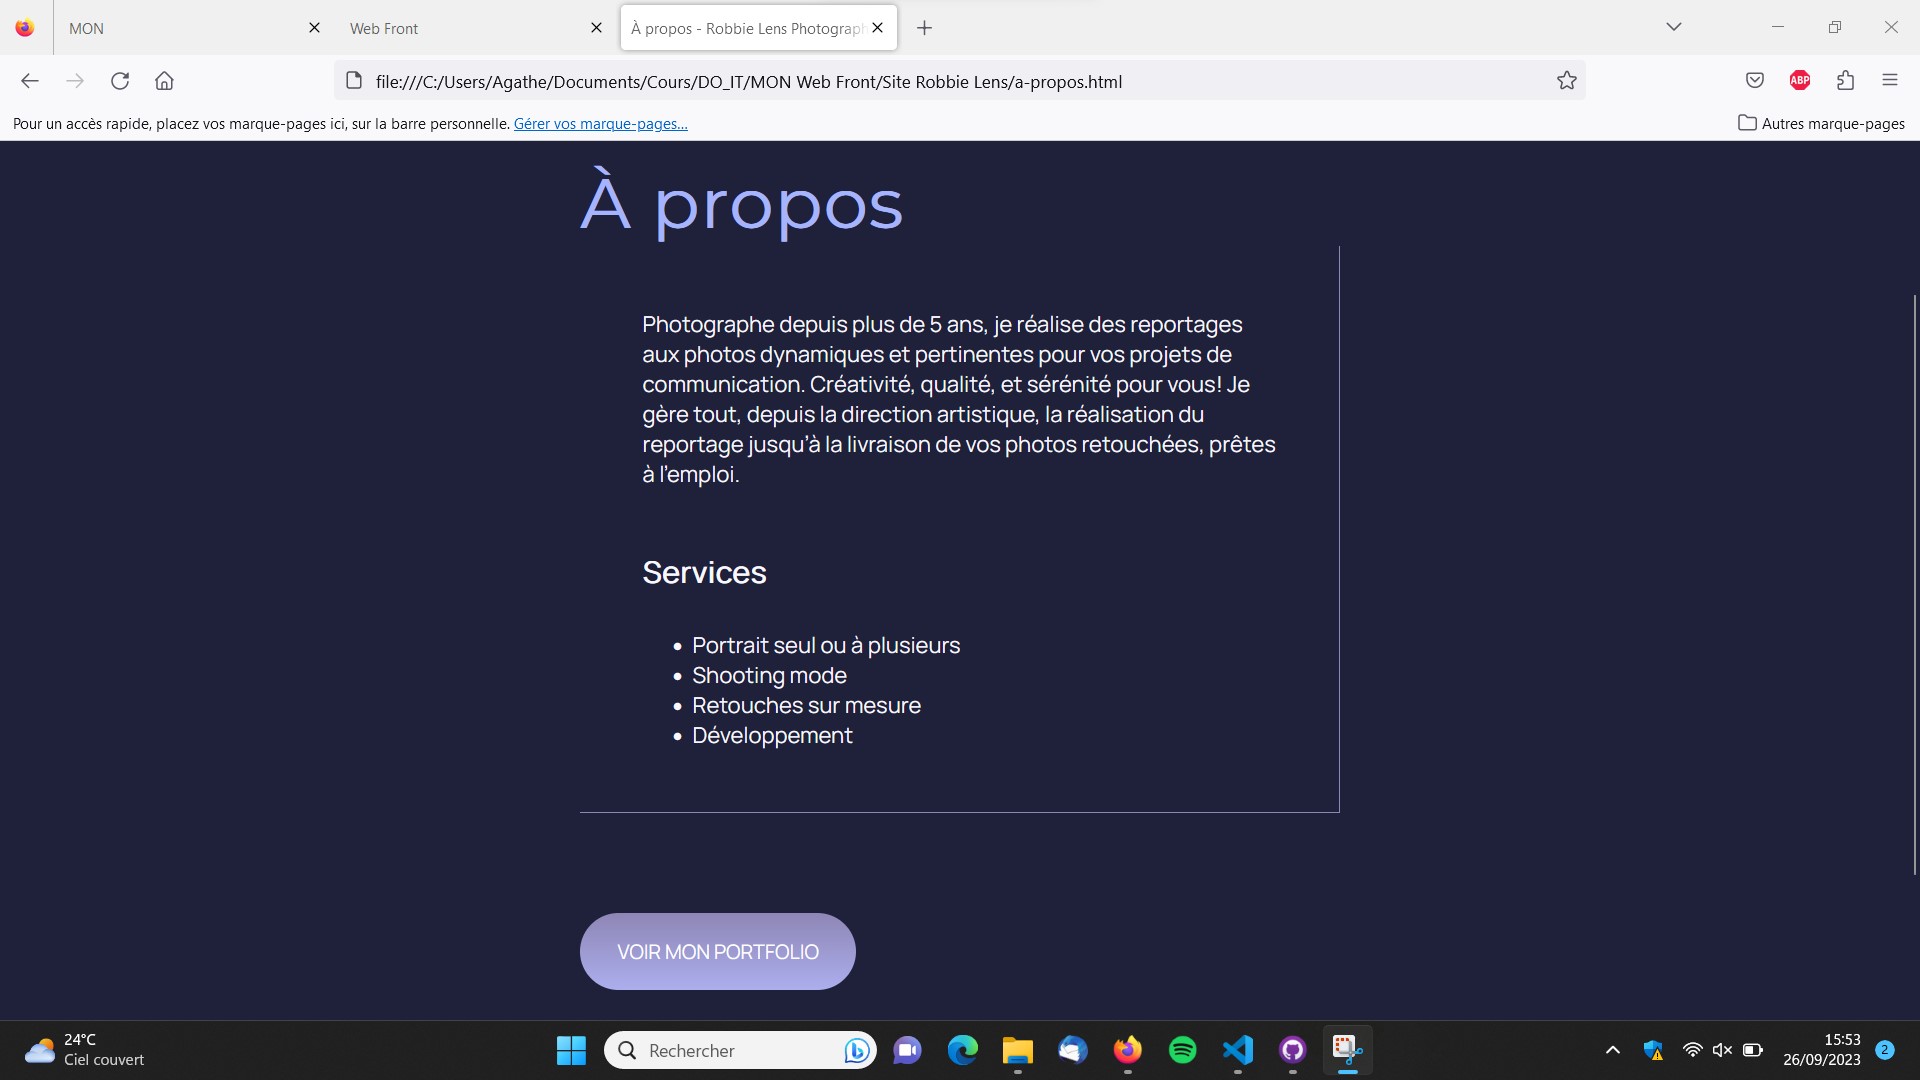 MON
Web Front
À propos - Robbie Lens Photograph
file:///C:/Users/Agathe/Documents/Cours/DO_IT/MON Web Front/Site Robbie Lens/a-propos.html
ABP
Pour un accès rapide, placez vos marque-pages ici, sur la barre personnelle. Gérer vos marque-pages...
Autres marque-pages
À propos
Photographe depuis plus de 5 ans, je réalise des reportages
aux photos dynamiques et pertinentes pour vos projets de
communication. Créativité, qualité, et sérénité pour vous! Je
gère tout, depuis la direction artistique, la réalisation du
reportage jusqu'à la livraison de vos photos retouchées, prêtes
à l'emploi.
Services
• Portrait seul ou à plusieurs
• Shooting mode
• Retouches sur mesure
• Développement
VOIR MON PORTFOLIO
24°C
Ciel couvert
Rechercher
15:53
26/09/2023
2